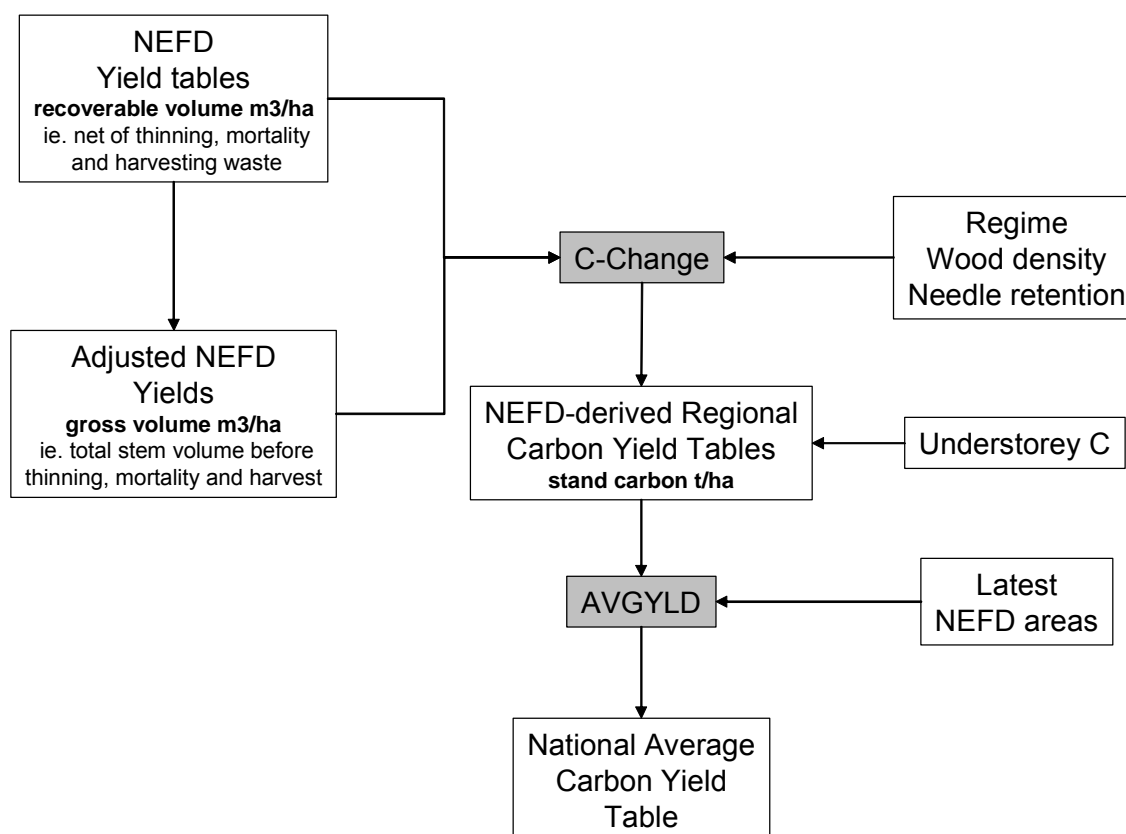 NEFD
Yield tables
recoverable volume m3/ha
ie. net of thinning, mortality
and harvesting waste
Adjusted NEFD
Yields
gross volume m3/ha
ie. total stem volume before
thinning, mortality and harvest
C-Change
Regime
Wood density
Needle retention
NEFD-derived Regional
Carbon Yield Tables
stand carbon t/ha
Understorey C
AVGYLD
Latest
NEFD areas
National Average
Carbon Yield
Table